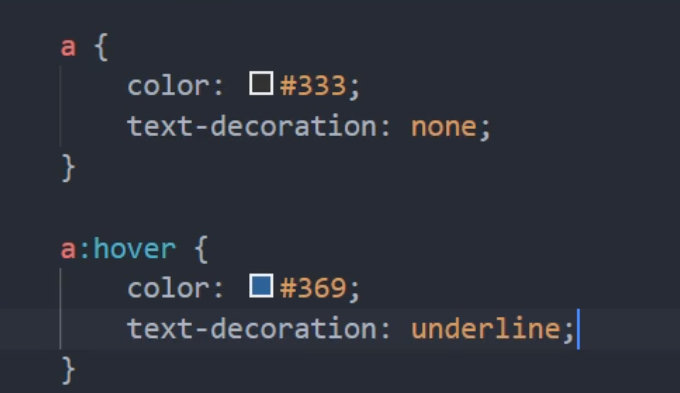 a {
    color: #333;
    text-decoration: none;
}

a:hover {
    color: #369;
    text-decoration: underline;
}